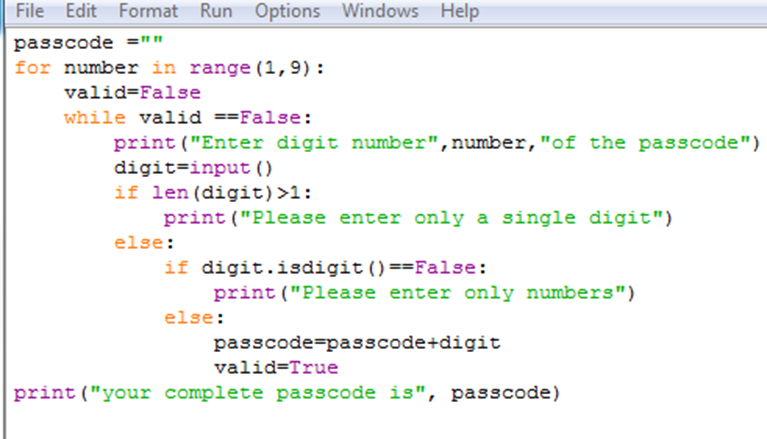 File Edit Format Run Options Windows Help
passcode =""
for number in range(1,9):
    valid=False
    while valid ==False:
        print("Enter digit number",number,"of the passcode")
        digit=input()
        if len(digit)>1:
            print("Please enter only a single digit")
        else:
            if digit.isdigit()==False:
                print("Please enter only numbers")
            else:
                passcode=passcode+digit
                valid=True
print("your complete passcode is", passcode)